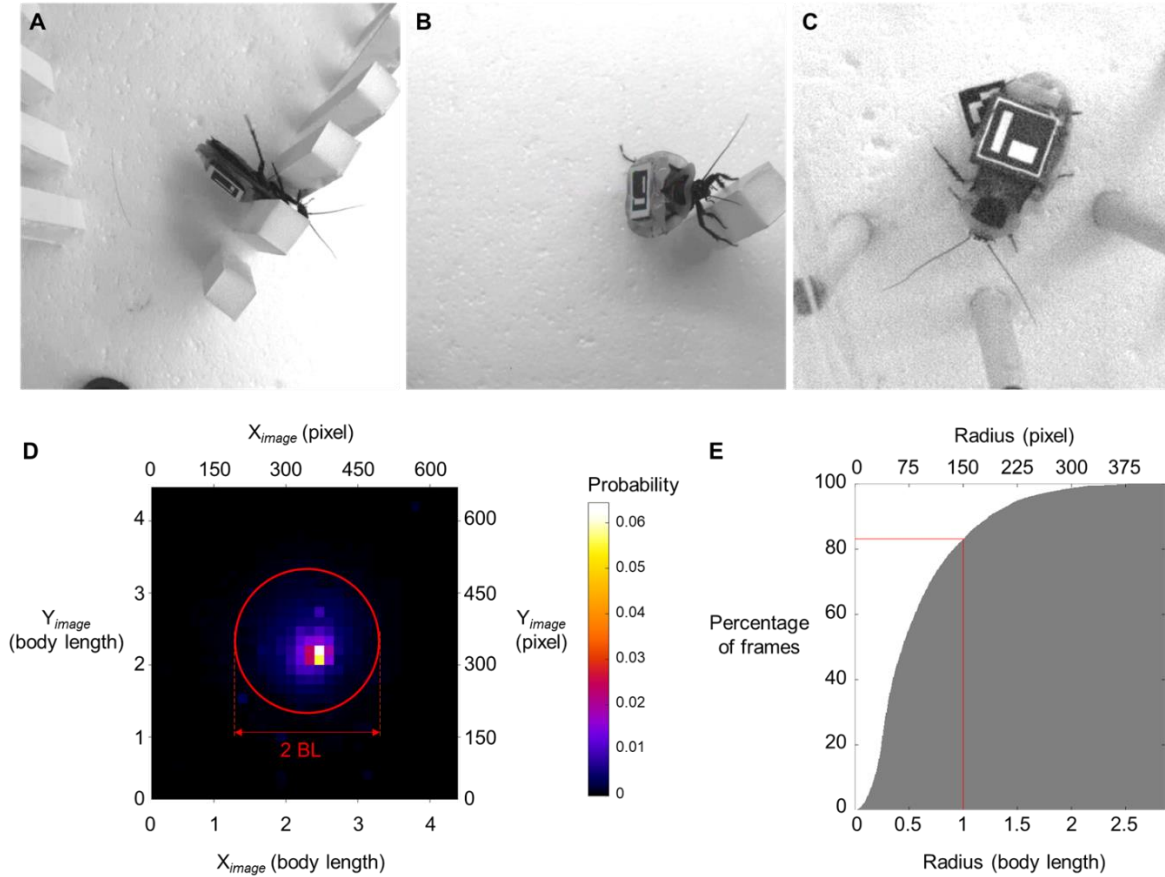 A
B
C
D
X_image (pixel)
0 150 300 450 600
4
3
2
1
0
Y_image
(body length)
600
450
300
150
0
Y_image
(pixel)
2 BL
0 1 2 3 4
X_image (body length)
Probability
0.06
0.05
0.04
0.03
0.02
0.01
0
E
Radius (pixel)
0 75 150 225 300 375
100
80
60
40
20
0
Percentage
of frames
0 0.5 1 1.5 2 2.5
Radius (body length)